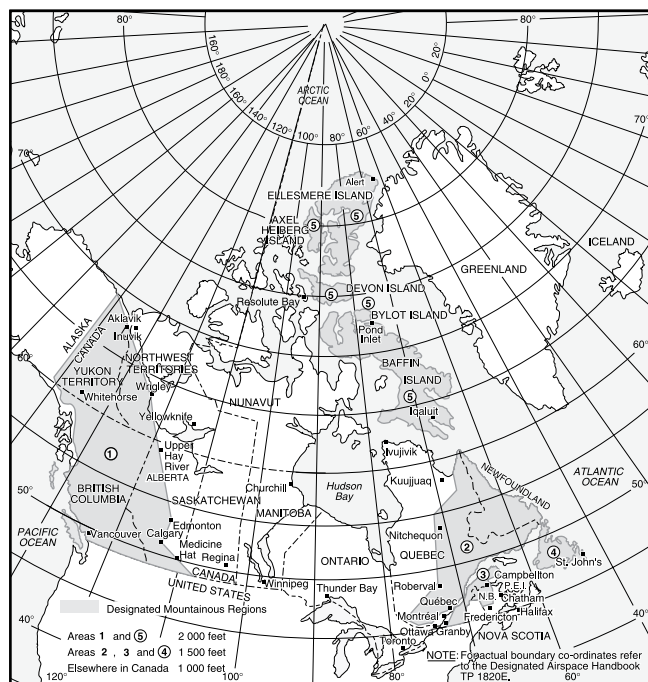 80°
80°
160°
160°
160°
140°
120°
100°
80°
60°
40°
20°
0°
ARCTIC
OCEAN
70°
70°
Alert
ELLESMERE ISLAND
5
5
AXEL
HEIBERG
ISLAND
ICELAND
GREENLAND
DEVON ISLAND
Resolute Bay
5
5
BYLOT ISLAND
Pond
Inlet
ALASKA
CANADA
Aklavik
Inuvik
60°
60°
NORTHWEST
TERRITORIES
BAFFIN
ISLAND
5
Iqaluit
YUKON
TERRITORY
Wrigley
Whitehorse
NUNAVUT
Yellowknife
Ivujivik
1
Upper
Hay
River
ALBERTA
Kuujjuaq
NEWFOUNDLAND
ATLANTIC
OCEAN
Hudson
Bay
Churchill
50°
50°
BRITISH
COLUMBIA
SASKATCHEWAN
MANITOBA
PACIFIC
OCEAN
Vancouver
Edmonton
Calgary
Medicine
Hat
Regina
Nitchequon
QUEBEC
2
4
St. John's
ONTARIO
3
Campbellton
P.E.I.
CANADA
UNITED STATES
Winnipeg
Thunder Bay
Roberval
N.B.
Chatham
Halifax
Québec
Fredericton
Montréal
Ottawa
Granby
NOVA SCOTIA
Toronto
40°
40°
Designated Mountainous Regions
Areas 1 and 5 2 000 feet
Areas 2 , 3 and 4 1 500 feet
Elsewhere in Canada 1 000 feet
NOTE: For actual boundary co-ordinates refer
to the Designated Airspace Handbook
TP 1820E.
120°
100°
80°
60°